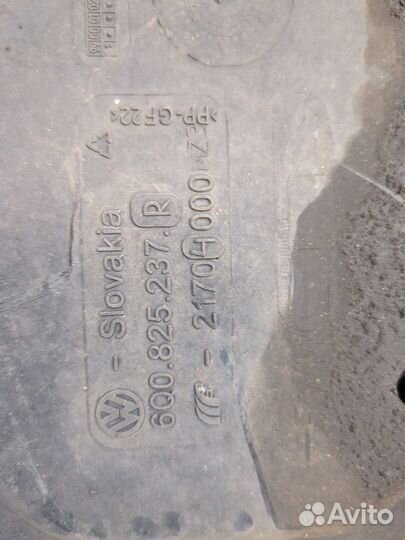 >PP-GF22<
- Slovakia
6Q0.825.237.R
- 2170H000
Avito